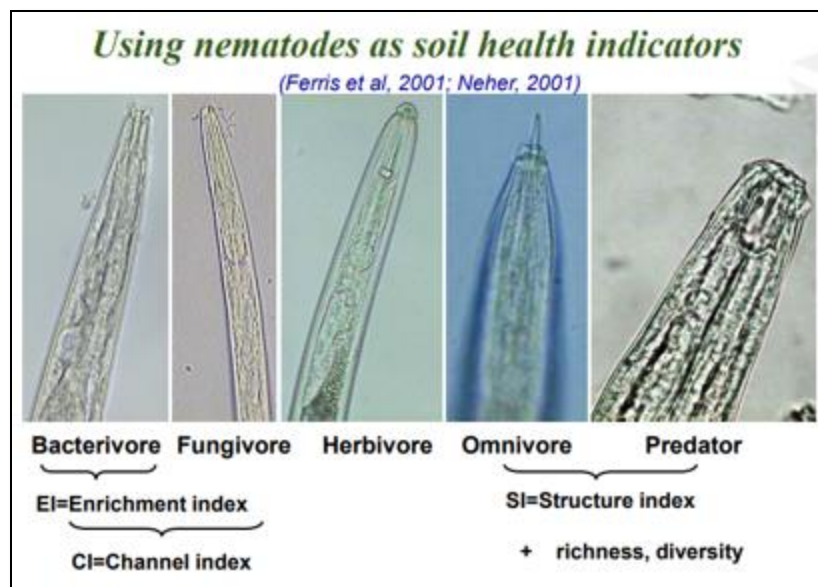 Using nematodes as soil health indicators
(Ferris et al, 2001; Neher, 2001)
Bacterivore Fungivore Herbivore Omnivore Predator
EI=Enrichment index SI=Structure index
CI=Channel index + richness, diversity